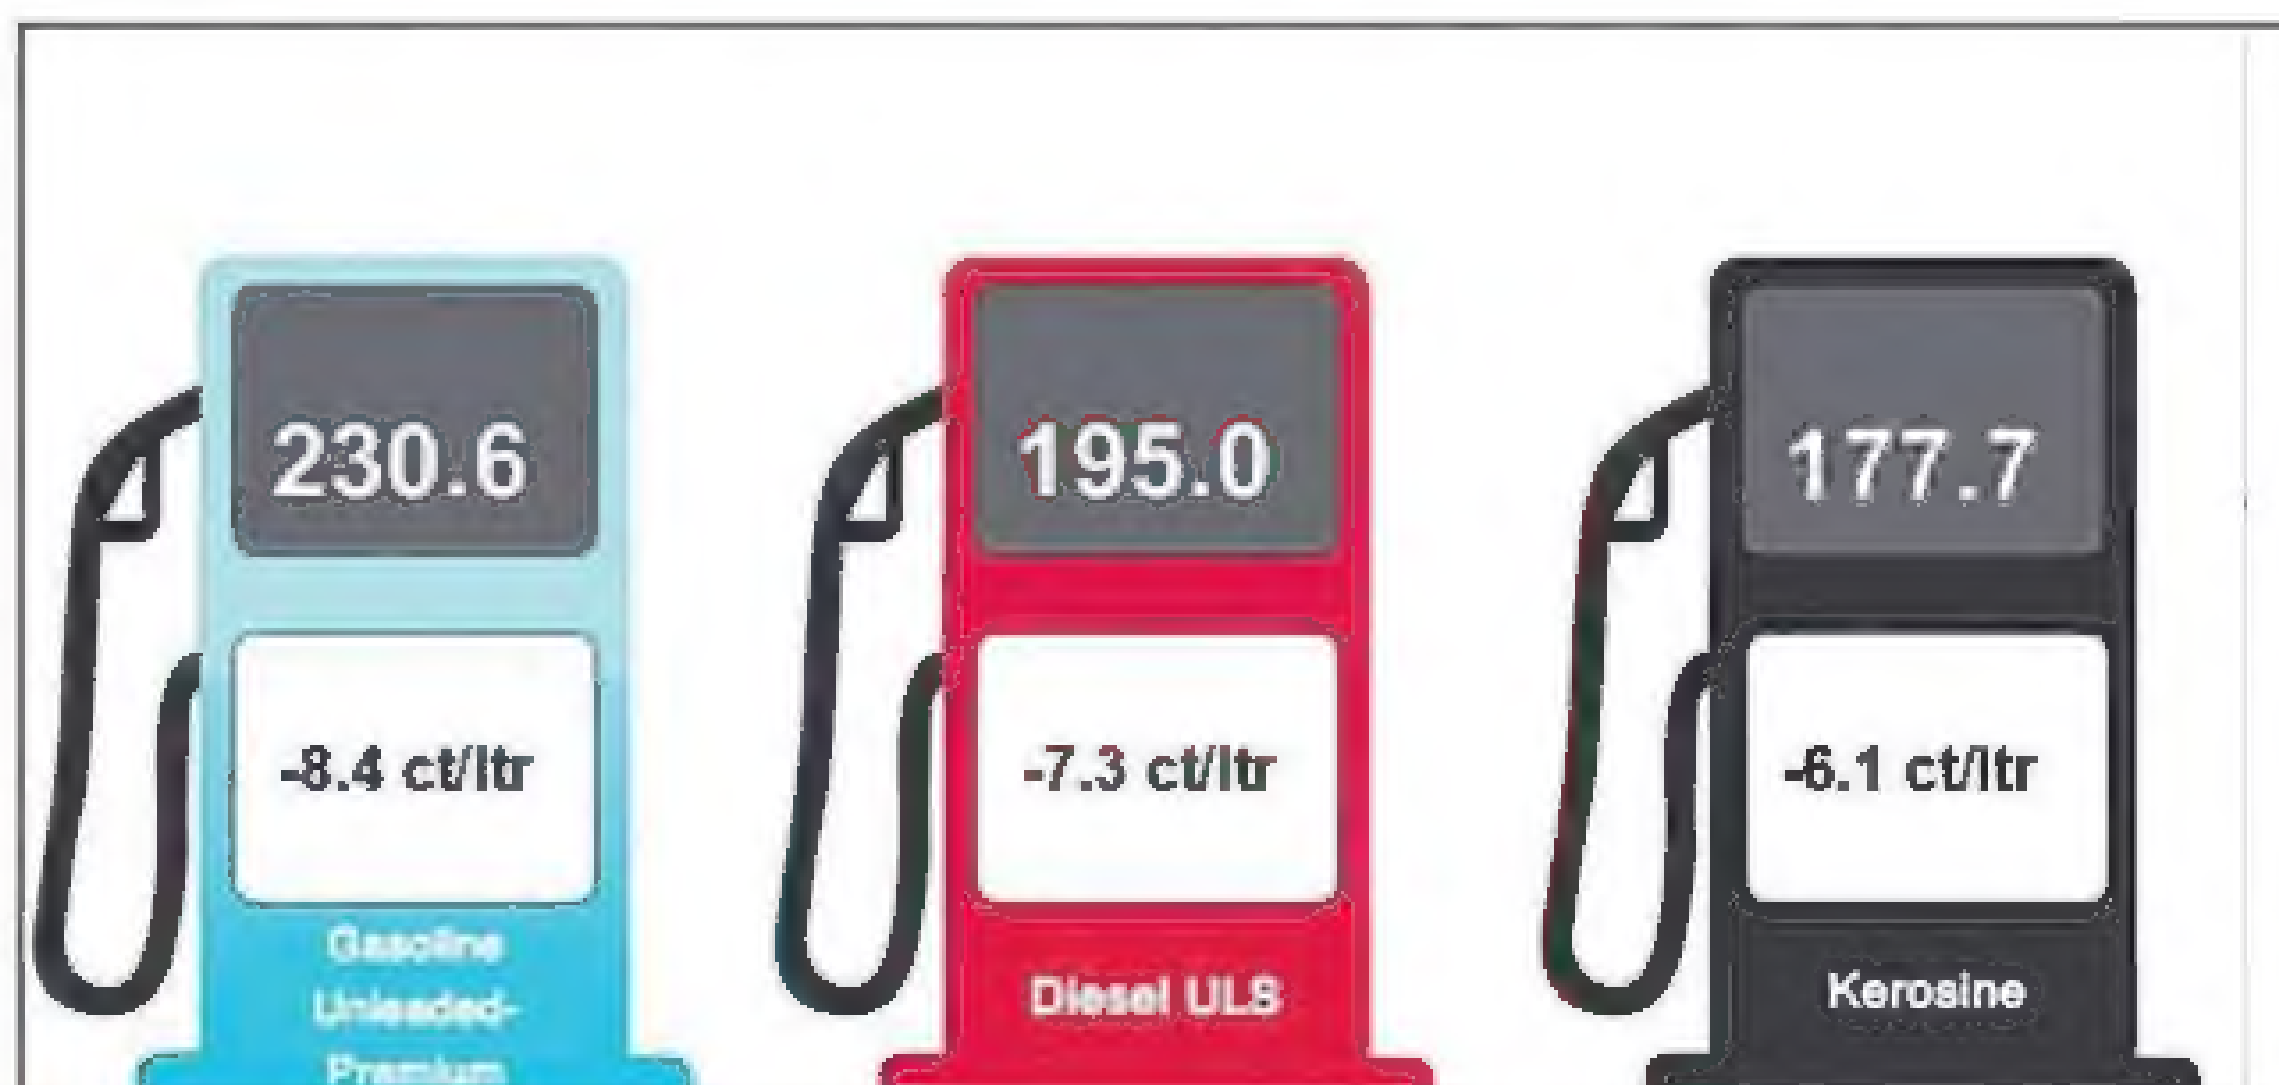 230.6
195.0
177.7
-8.4 ct/ltr
-7.3 ct/ltr
-6.1 ct/ltr
Gasoline
Unleaded-
Premium
Diesel ULS
Kerosine